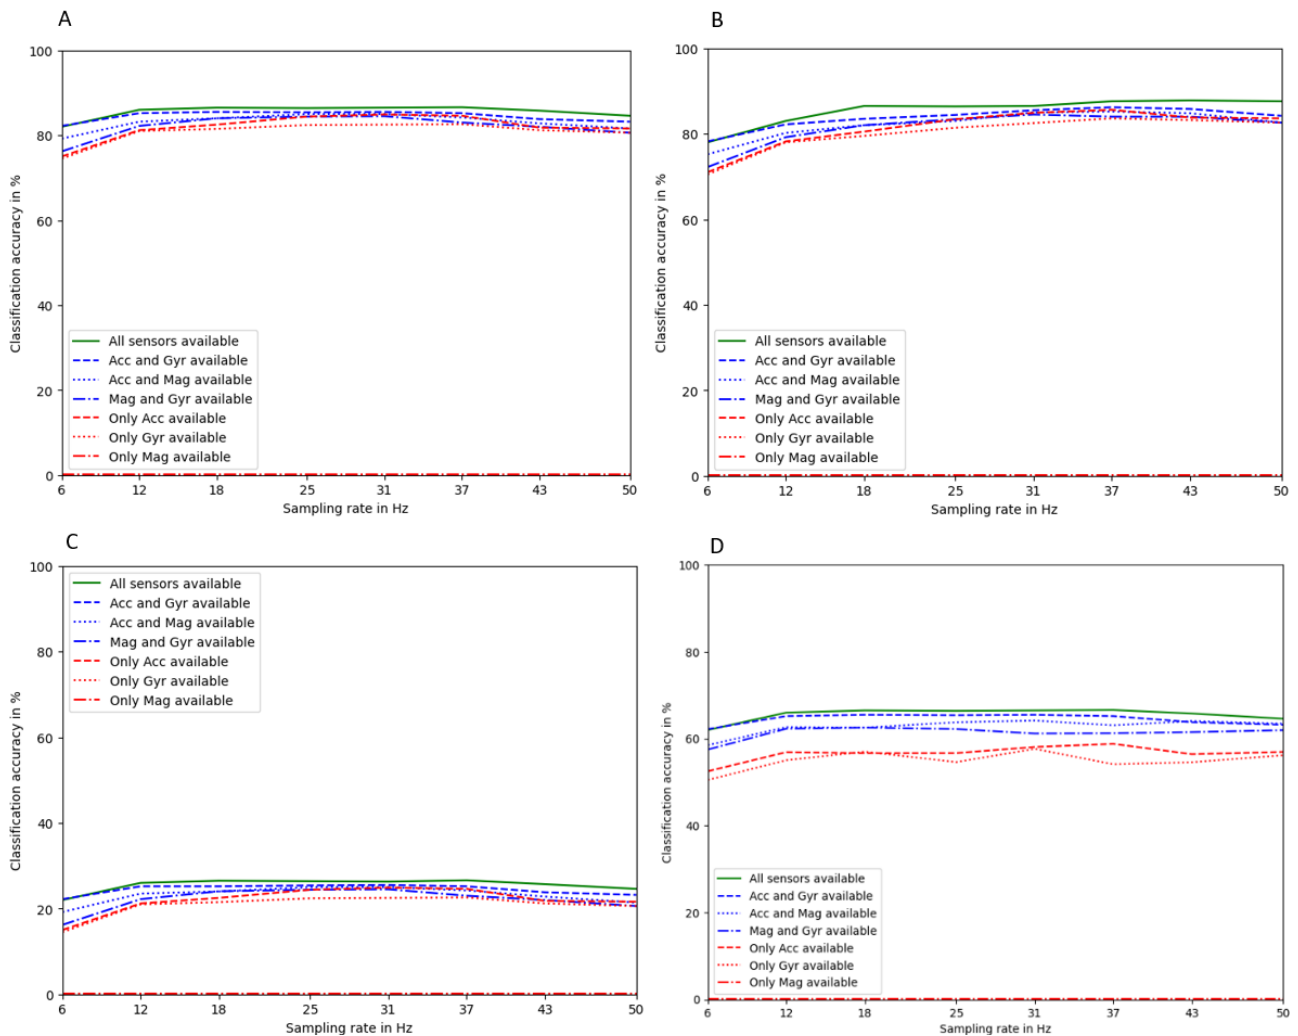 A
100
80
60
40
20
0
Classification accuracy in %
All sensors available
Acc and Gyr available
Acc and Mag available
Mag and Gyr available
Only Acc available
Only Gyr available
Only Mag available
6 12 18 25 31 37 43 50
Sampling rate in Hz
B
100
80
60
40
20
0
Classification accuracy in %
All sensors available
Acc and Gyr available
Acc and Mag available
Mag and Gyr available
Only Acc available
Only Gyr available
Only Mag available
6 12 18 25 31 37 43 50
Sampling rate in Hz
C
100
80
60
40
20
0
Classification accuracy in %
All sensors available
Acc and Gyr available
Acc and Mag available
Mag and Gyr available
Only Acc available
Only Gyr available
Only Mag available
6 12 18 25 31 37 43 50
Sampling rate in Hz
D
100
80
60
40
20
0
Classification accuracy in %
All sensors available
Acc and Gyr available
Acc and Mag available
Mag and Gyr available
Only Acc available
Only Gyr available
Only Mag available
6 12 18 25 31 37 43 50
Sampling rate in Hz